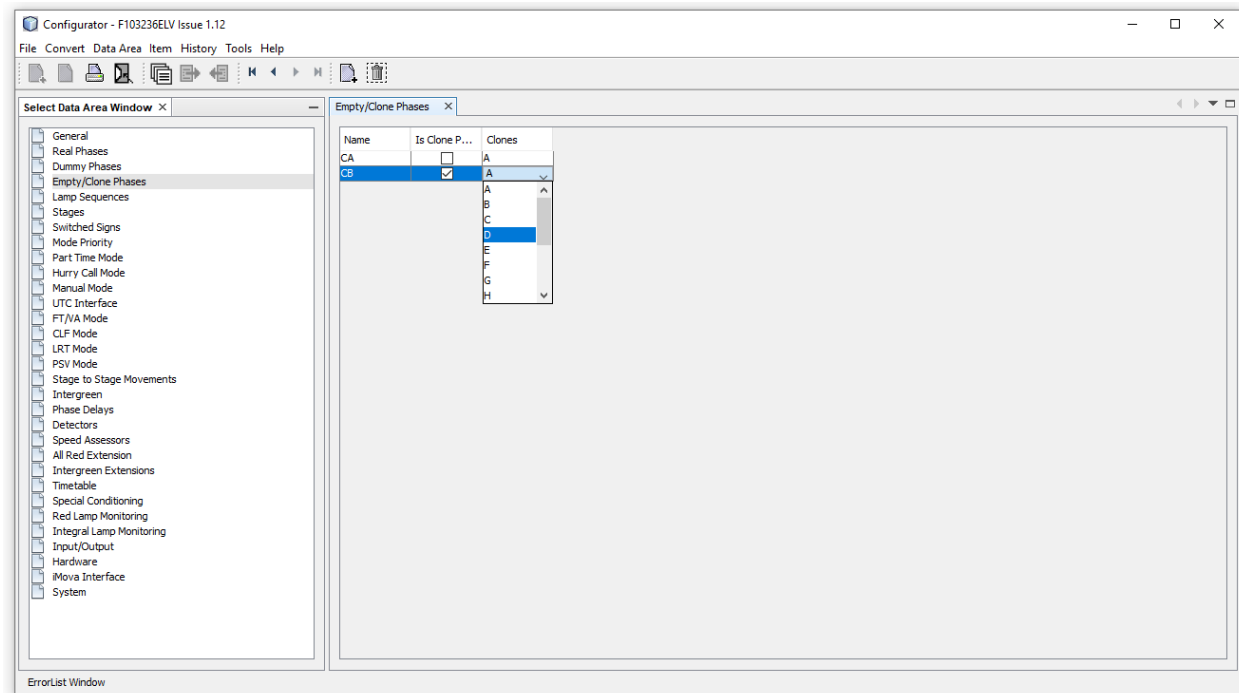 Configurator - F103236ELV Issue 1.12
File Convert Data Area Item History Tools Help
Select Data Area Window
General
Real Phases
Dummy Phases
Empty/Clone Phases
Lamp Sequences
Stages
Switched Signs
Mode Priority
Part Time Mode
Hurry Call Mode
Manual Mode
UTC Interface
FT/VA Mode
CLF Mode
LRT Mode
PSV Mode
Stage to Stage Movements
Intergreen
Phase Delays
Detectors
Speed Assessors
All Red Extension
Intergreen Extensions
Timetable
Special Conditioning
Red Lamp Monitoring
Integral Lamp Monitoring
Input/Output
Hardware
iMova Interface
System
Empty/Clone Phases
Name Is Clone P... Clones
CA A
CB A
A
B
C
D
E
F
G
H
ErrorList Window